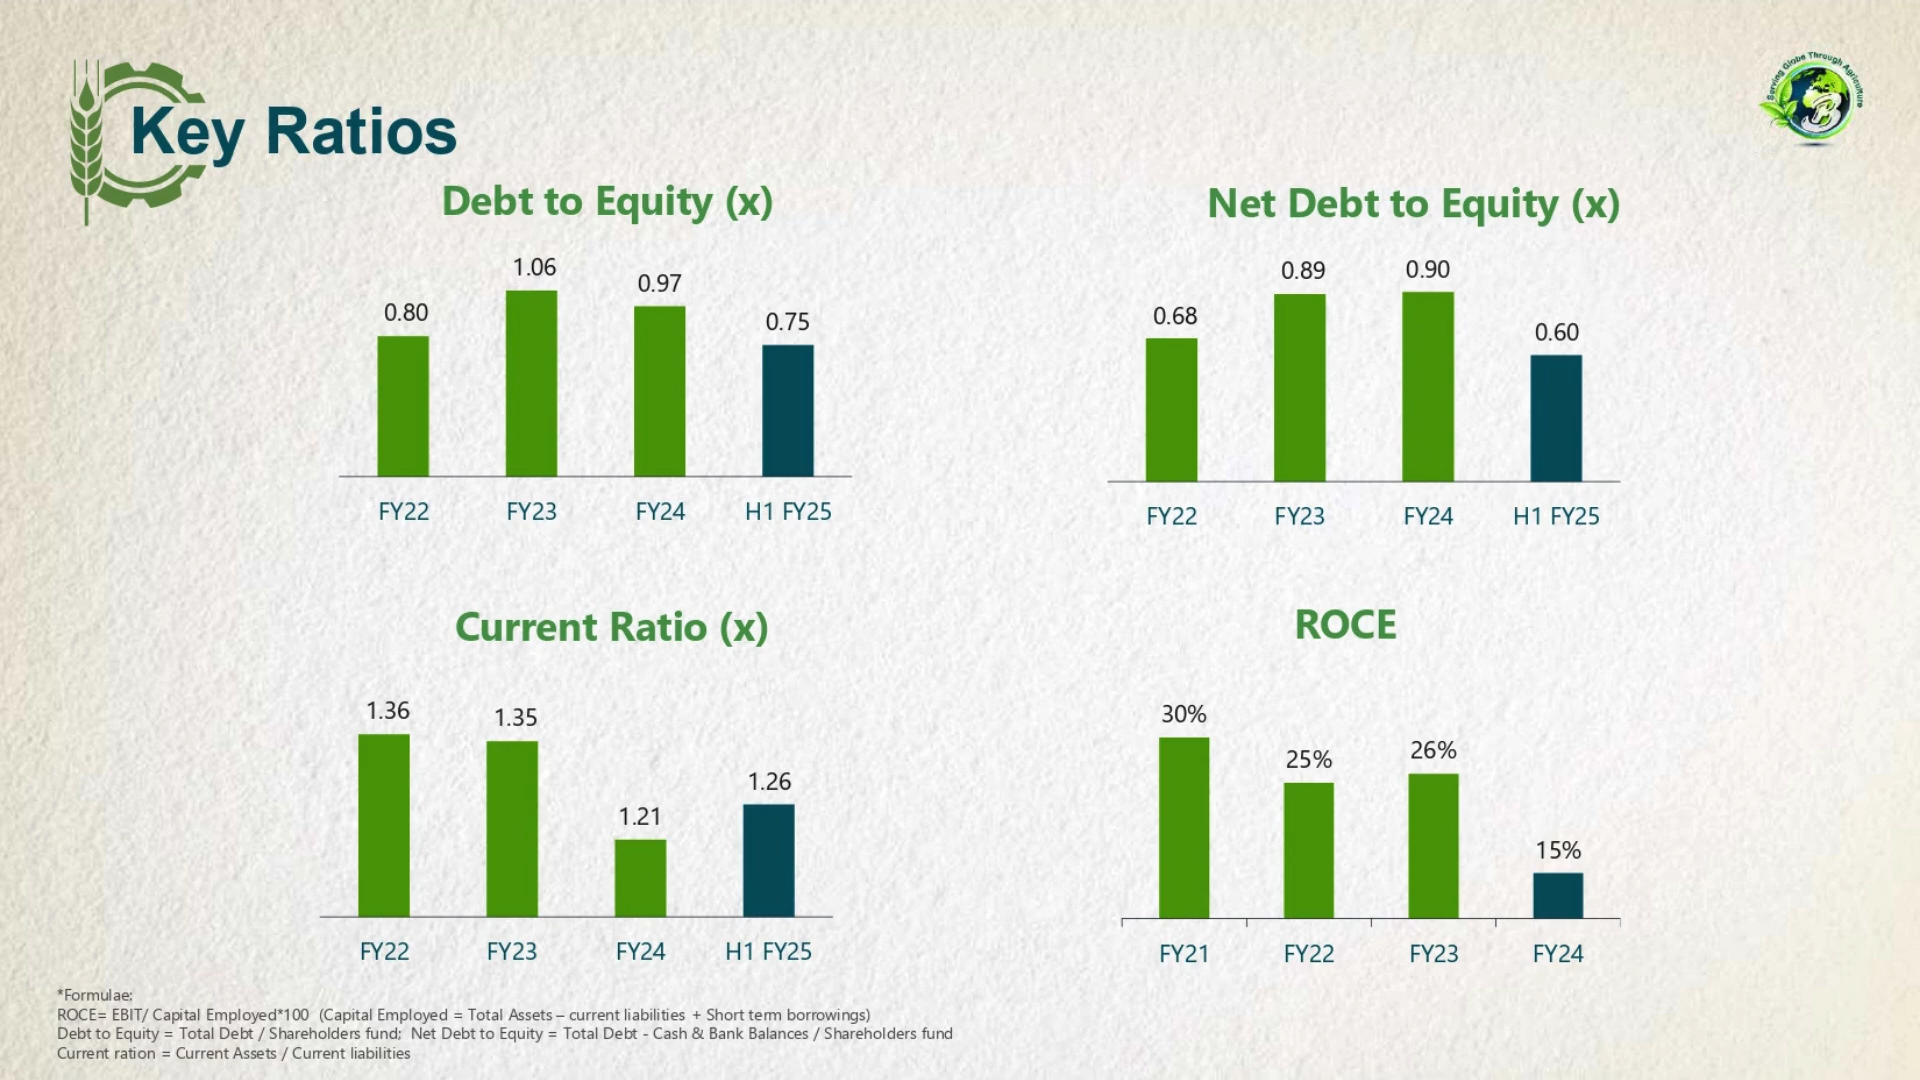 Serving Globe Through Agriculture
Key Ratios
Debt to Equity (x)
1.06
0.97
0.80
0.75
FY22 FY23 FY24 H1 FY25
Net Debt to Equity (x)
0.89 0.90
0.68
0.60
FY22 FY23 FY24 H1 FY25
Current Ratio (x)
1.36 1.35
1.26
1.21
FY22 FY23 FY24 H1 FY25
ROCE
30%
25% 26%
15%
FY21 FY22 FY23 FY24
*Formulae:
ROCE= EBIT/ Capital Employed*100 (Capital Employed = Total Assets – current liabilities + Short term borrowings)
Debt to Equity = Total Debt / Shareholders fund; Net Debt to Equity = Total Debt - Cash & Bank Balances / Shareholders fund
Current ration = Current Assets / Current liabilities